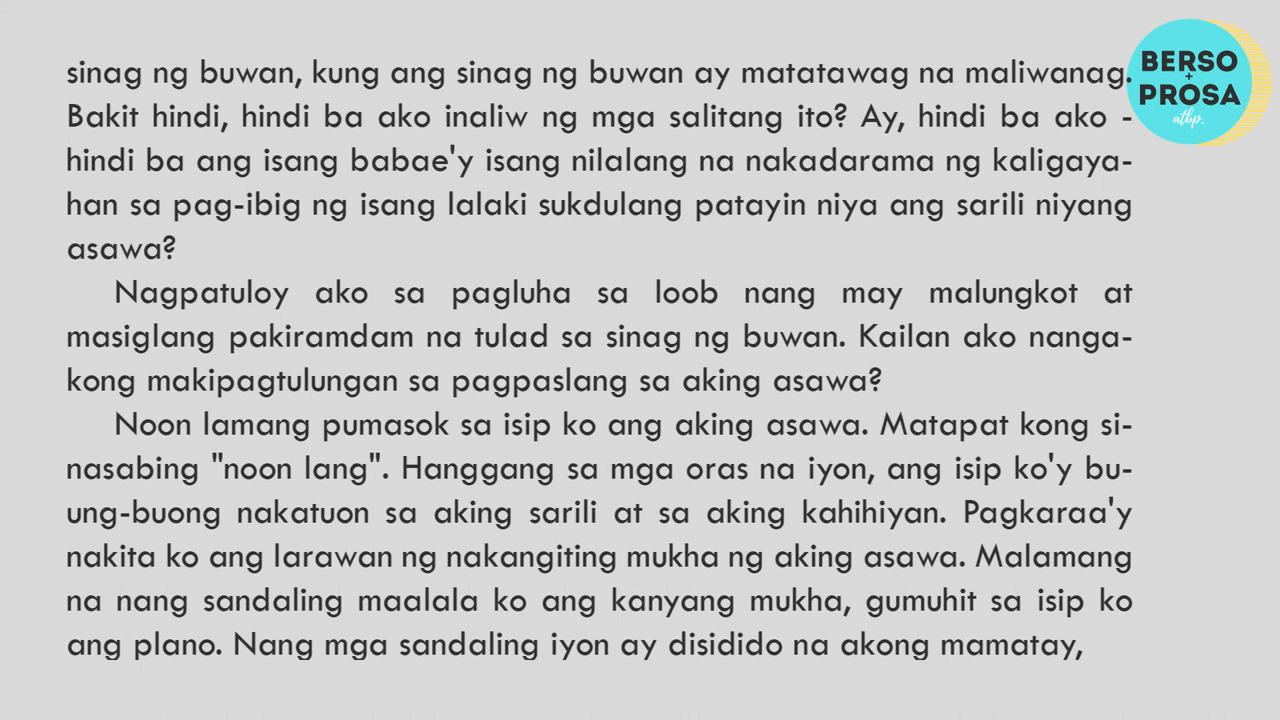 sinag ng buwan, kung ang sinag ng buwan ay matatawag na maliwanag.
Bakit hindi, hindi ba ako inaliw ng mga salitang ito? Ay, hindi ba ako -
hindi ba ang isang babae'y isang nilalang na nakadarama ng kaligaya-
han sa pag-ibig ng isang lalaki sukdulang patayin niya ang sarili niyang
asawa?
Nagpatuloy ako sa pagluha sa loob nang may malungkot at
masiglang pakiramdam na tulad sa sinag ng buwan. Kailan ako nanga-
kong makipagtulungan sa pagpaslang sa aking asawa?
Noon lamang pumasok sa isip ko ang aking asawa. Matapat kong si-
nasabing "noon lang". Hanggang sa mga oras na iyon, ang isip ko'y bu-
ung-buong nakatuon sa aking sarili at sa aking kahihiyan. Pagkaraa'y
nakita ko ang larawan ng nakangiting mukha ng aking asawa. Malamang
na nang sandaling maalala ko ang kanyang mukha, gumuhit sa isip ko
ang plano. Nang mga sandaling iyon ay disidido na akong mamatay,
BERSO
+
PROSA
atbp.